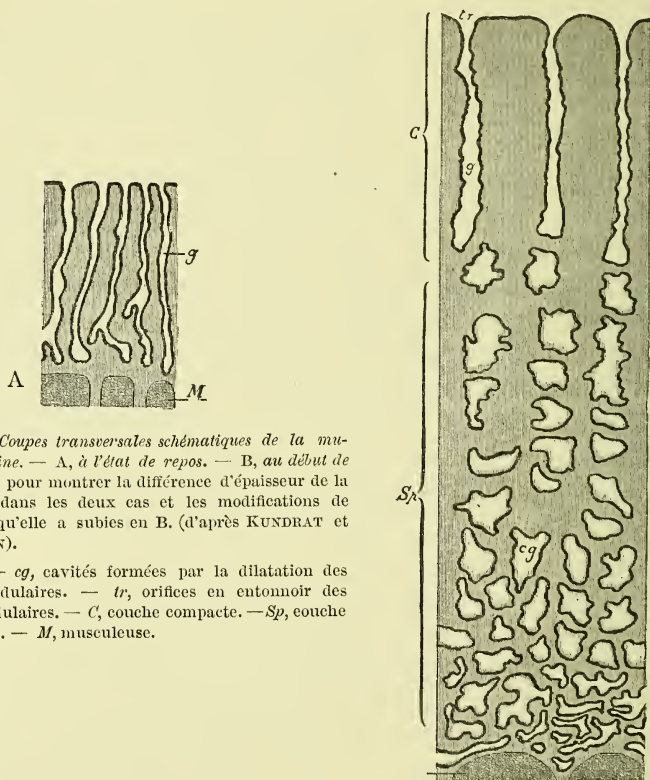 tr
C
g
g
A
M
Coupes transversales schématiques de la mu-
ine. — A, à l'état de repos. — B, au début de
pour montrer la différence d'épaisseur de la
dans les deux cas et les modifications de
qu'elle a subies en B. (d'après KUNDRAT et
).
Sp
cg
- cg, cavités formées par la dilatation des
dulaires. — tr, orifices en entonnoir des
ulaires. — C, couche compacte. —Sp, couche
. — M, musculeuse.